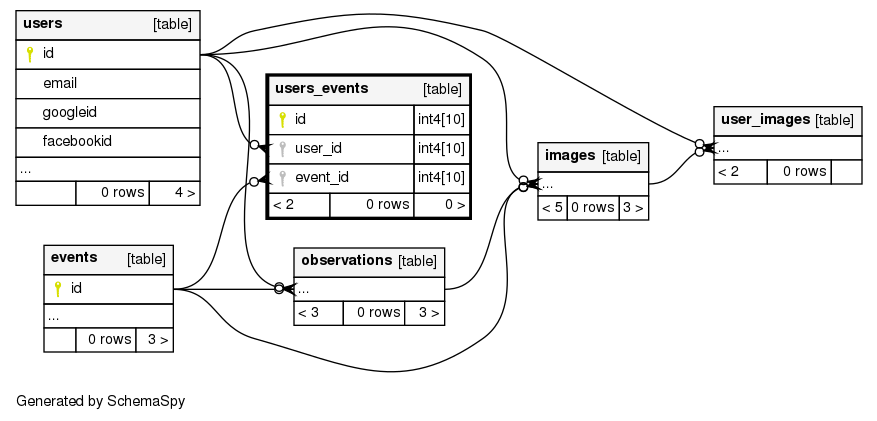 users [table]
id
email
googleid
facebookid
...
0 rows 4 >
users_events [table]
id int4[10]
user_id int4[10]
event_id int4[10]
< 2 0 rows 0 >
user_images [table]
...
< 2 0 rows
images [table]
...
< 5 0 rows 3 >
events [table]
id
...
0 rows 3 >
observations [table]
...
< 3 0 rows 3 >
Generated by SchemaSpy